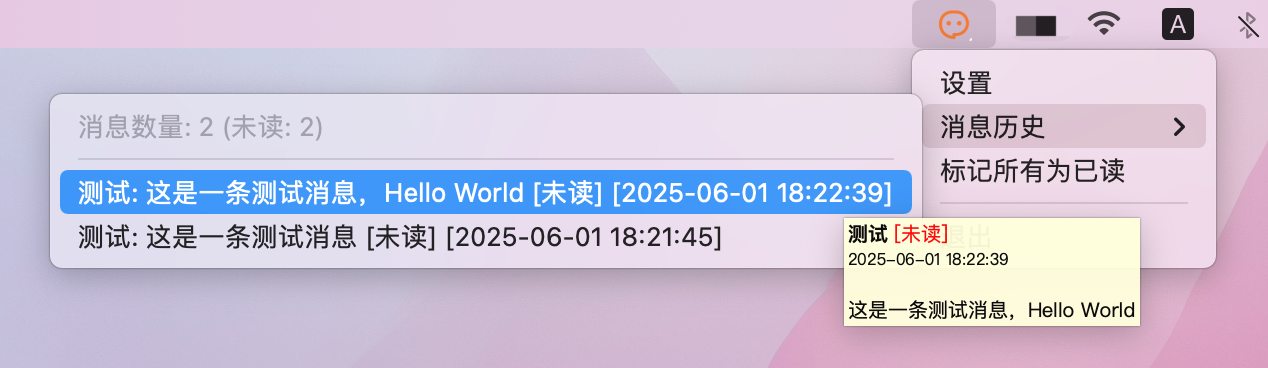 A
设置
消息历史
标记所有为已读
退出
消息数量: 2 (未读: 2)
测试: 这是一条测试消息，Hello World [未读] [2025-06-01 18:22:39]
测试: 这是一条测试消息 [未读] [2025-06-01 18:21:45]
测试 [未读]
2025-06-01 18:22:39
这是一条测试消息，Hello World